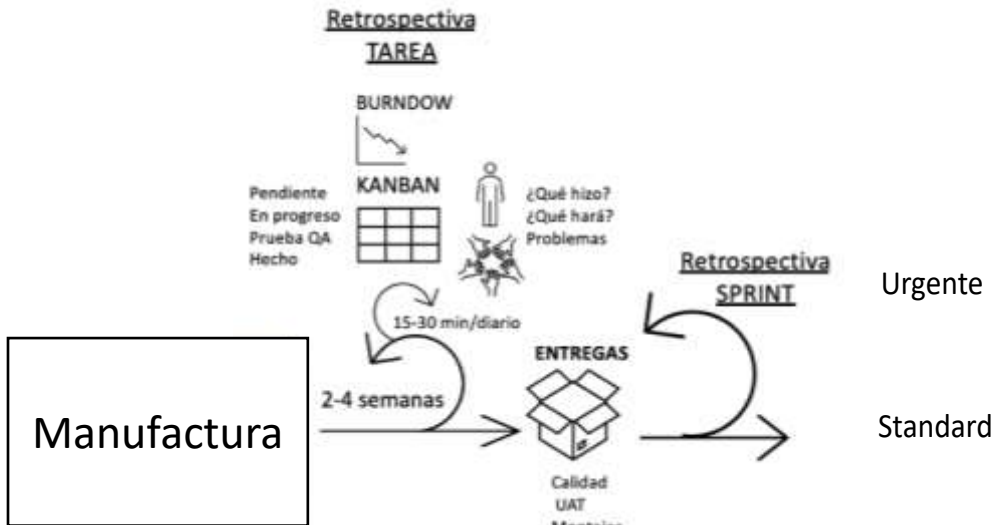 Retrospectiva
TAREA
BURNDOW
KANBAN
Pendiente
En progreso
Prueba QA
Hecho
¿Qué hizo?
¿Qué hará?
Problemas
15-30 min/diario
2-4 semanas
Manufactura
ENTREGAS
Calidad
UAT
Retrospectiva
SPRINT
Urgente
Standard